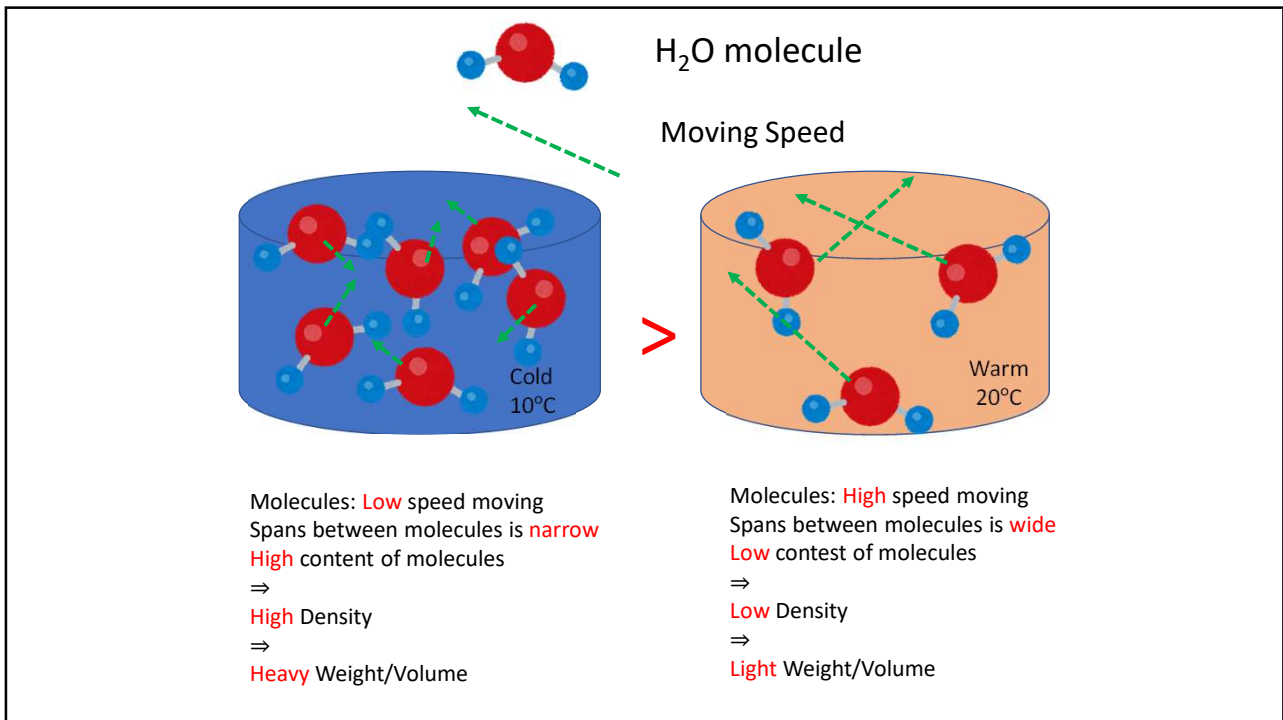 H₂O molecule
Moving Speed
Cold
10°C
>
Warm
20°C
Molecules: Low speed moving
Spans between molecules is narrow
High content of molecules
⇒
High Density
⇒
Heavy Weight/Volume
Molecules: High speed moving
Spans between molecules is wide
Low contest of molecules
⇒
Low Density
⇒
Light Weight/Volume